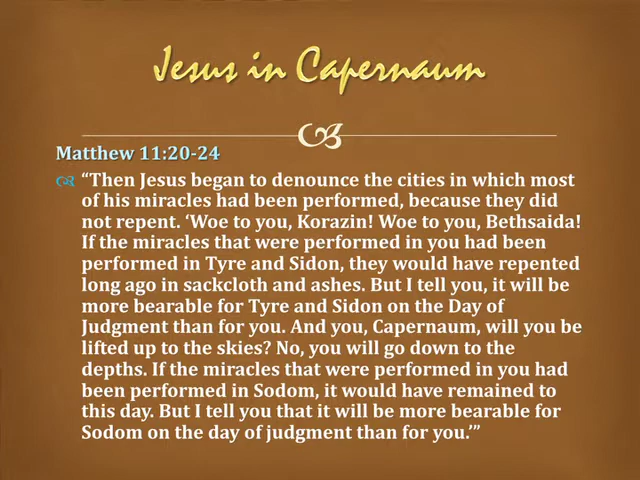 Jesus in Capernaum
Matthew 11:20-24
“Then Jesus began to denounce the cities in which most
of his miracles had been performed, because they did
not repent. ‘Woe to you, Korazin! Woe to you, Bethsaida!
If the miracles that were performed in you had been
performed in Tyre and Sidon, they would have repented
long ago in sackcloth and ashes. But I tell you, it will be
more bearable for Tyre and Sidon on the Day of
Judgment than for you. And you, Capernaum, will you be
lifted up to the skies? No, you will go down to the
depths. If the miracles that were performed in you had
been performed in Sodom, it would have remained to
this day. But I tell you that it will be more bearable for
Sodom on the day of judgment than for you.’”